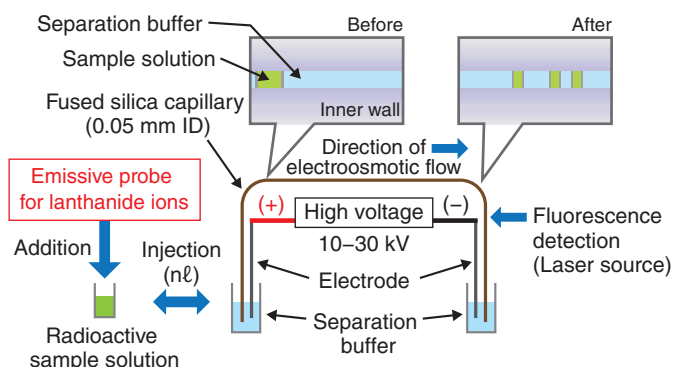 Separation buffer
Sample solution
Before
Inner wall
After
Fused silica capillary
(0.05 mm ID)
Direction of
electroosmotic flow
Emissive probe
for lanthanide ions
Addition
Injection
(nℓ)
(+)
High voltage
(−)
10–30 kV
Electrode
Fluorescence
detection
(Laser source)
Separation
buffer
Radioactive
sample solution